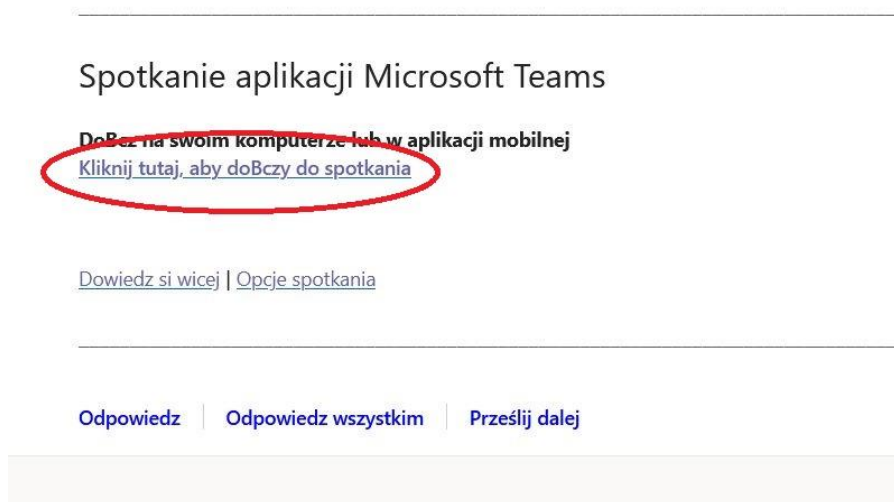 Spotkanie aplikacji Microsoft Teams
DoBcz na swoim komputerze lub w aplikacji mobilnej
Kliknij tutaj, aby doBczy do spotkania
Dowiedz si wicej | Opcje spotkania
Odpowiedz Odpowiedz wszystkim Prześlij dalej